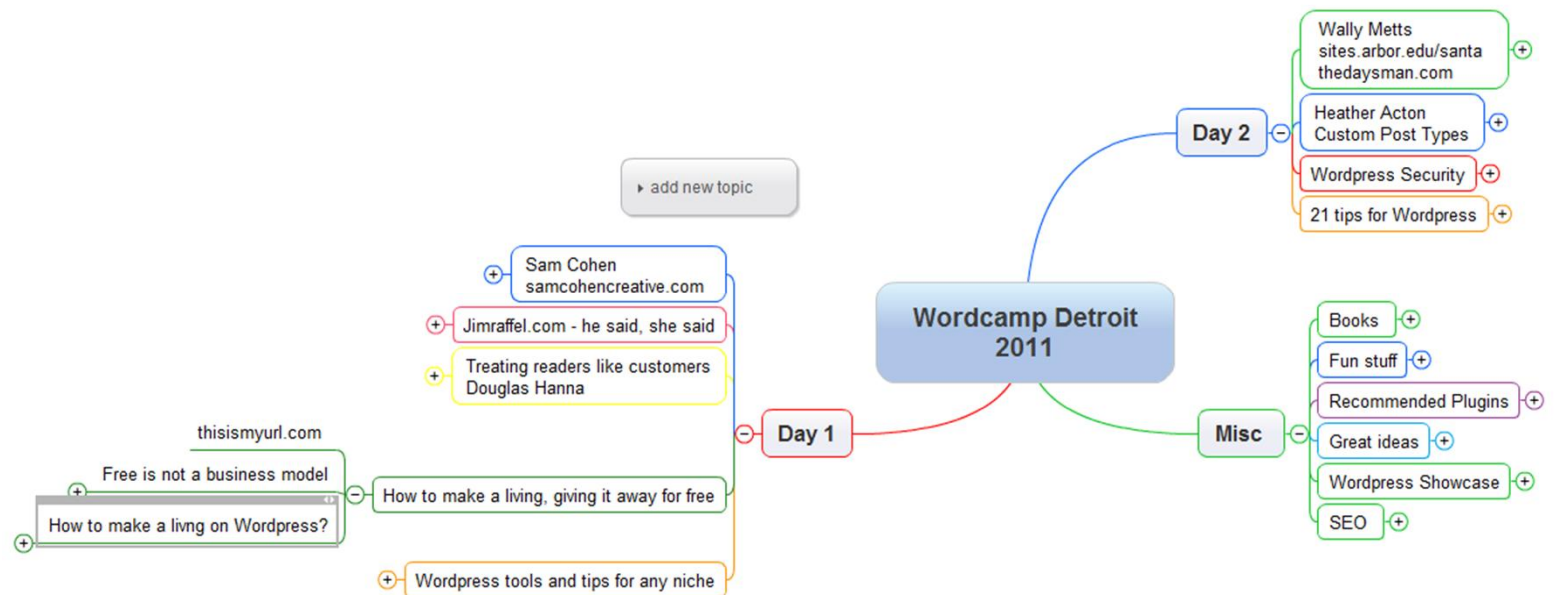 Wordcamp Detroit
2011
Day 1
Sam Cohen
samcohencreative.com
Jimraffel.com - he said, she said
Treating readers like customers
Douglas Hanna
How to make a living, giving it away for free
thisismyurl.com
Free is not a business model
How to make a livng on Wordpress?
Wordpress tools and tips for any niche
add new topic
Day 2
Wally Metts
sites.arbor.edu/santa
thedaysman.com
Heather Acton
Custom Post Types
Wordpress Security
21 tips for Wordpress
Misc
Books
Fun stuff
Recommended Plugins
Great ideas
Wordpress Showcase
SEO